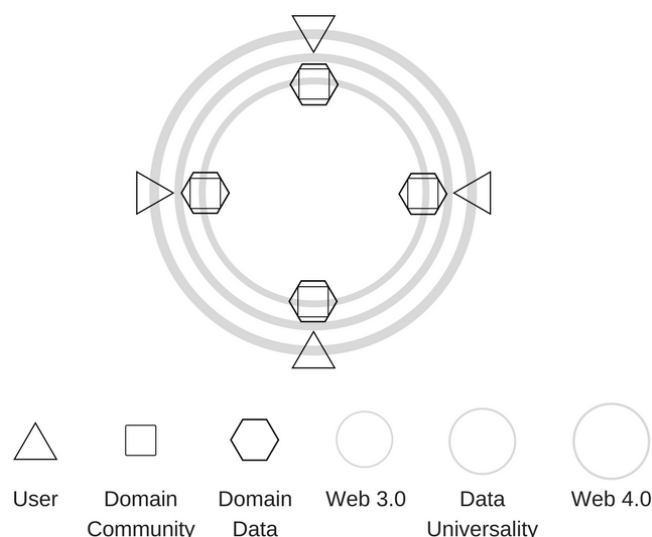 User
Domain Community
Domain Data
Web 3.0
Data Universality
Web 4.0